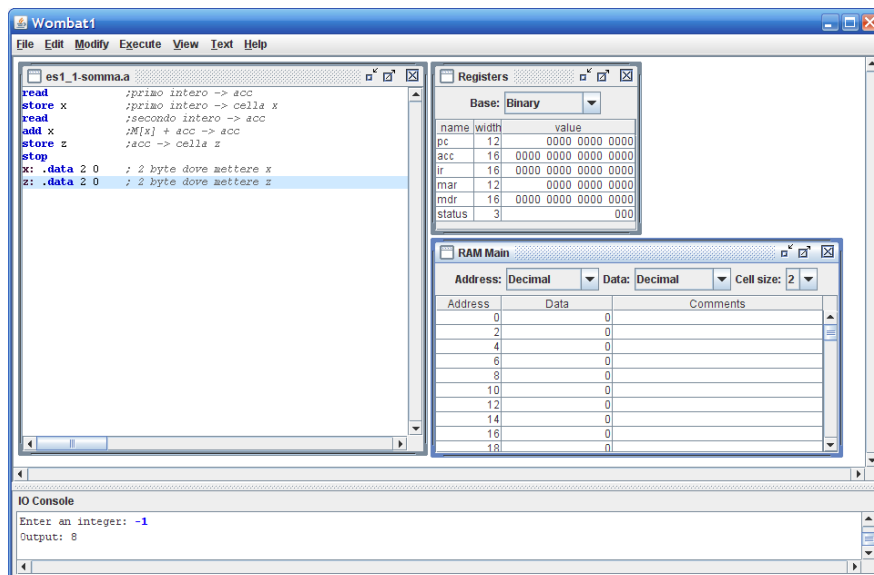 Wombat1
File Edit Modify Execute View Text Help
es1_1-somma.a
read ;primo intero -> acc
store x ;primo intero -> cella x
read ;secondo intero -> acc
add x ;M[x] + acc -> acc
store z ;acc -> cella z
stop
x: .data 2 0 ; 2 byte dove mettere x
z: .data 2 0 ; 2 byte dove mettere z
Registers
Base: Binary
name width value
pc 12 0000 0000 0000
acc 16 0000 0000 0000 0000
ir 16 0000 0000 0000 0000
mar 12 0000 0000 0000
mdr 16 0000 0000 0000 0000
status 3 000
RAM Main
Address: Decimal Data: Decimal Cell size: 2
Address Data Comments
0 0
2 0
4 0
6 0
8 0
10 0
12 0
14 0
16 0
18 0
IO Console
Enter an integer: -1
Output: 8